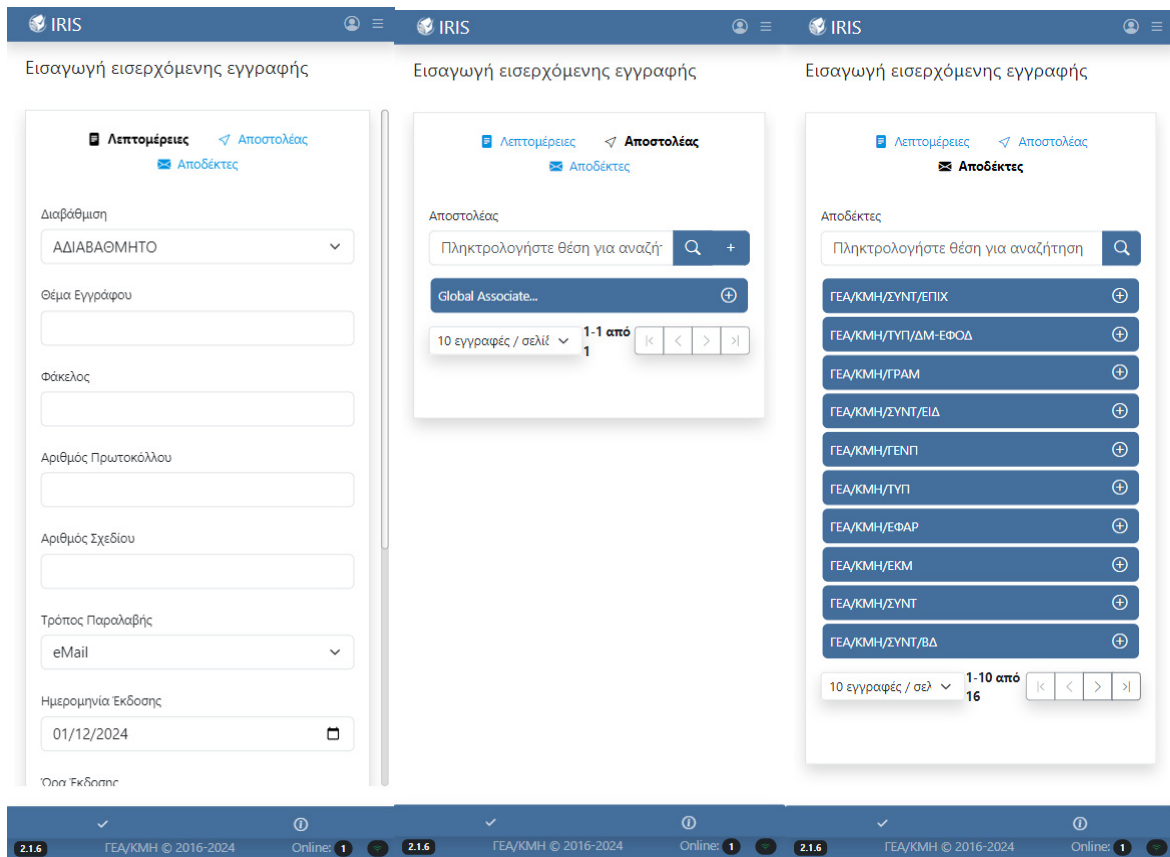 IRIS
Εισαγωγή εισερχόμενης εγγραφής
Λεπτομέρειες Αποστολέας
Αποδέκτες
Διαβάθμιση
ΑΔΙΑΒΑΘΜΗΤΟ
Θέμα Εγγράφου
Φάκελος
Αριθμός Πρωτοκόλλου
Αριθμός Σχεδίου
Τρόπος Παραλαβής
eMail
Ημερομηνία Έκδοσης
01/12/2024
Ώρα Έκδοσης
2.1.6 ΓΕΑ/ΚΜΗ © 2016-2024 Online: 1
IRIS
Εισαγωγή εισερχόμενης εγγραφής
Λεπτομέρειες Αποστολέας
Αποδέκτες
Αποστολέας
Πληκτρολογήστε θέση για αναζήτ
Global Associate...
10 εγγραφές / σελίδ 1-1 από
1
2.1.6 ΓΕΑ/ΚΜΗ © 2016-2024 Online: 1
IRIS
Εισαγωγή εισερχόμενης εγγραφής
Λεπτομέρειες Αποστολέας
Αποδέκτες
Αποδέκτες
Πληκτρολογήστε θέση για αναζήτηση
ΓΕΑ/ΚΜΗ/ΣΥΝΤ/ΕΠΙΧ
ΓΕΑ/ΚΜΗ/ΤΥΠ/ΔΜ-ΕΦΟΔ
ΓΕΑ/ΚΜΗ/ΓΡΑΜ
ΓΕΑ/ΚΜΗ/ΣΥΝΤ/ΕΙΔ
ΓΕΑ/ΚΜΗ/ΓΕΝΠ
ΓΕΑ/ΚΜΗ/ΤΥΠ
ΓΕΑ/ΚΜΗ/ΕΦΑΡ
ΓΕΑ/ΚΜΗ/ΕΚΜ
ΓΕΑ/ΚΜΗ/ΣΥΝΤ
ΓΕΑ/ΚΜΗ/ΣΥΝΤ/ΒΔ
10 εγγραφές / σελ 1-10 από
16
2.1.6 ΓΕΑ/ΚΜΗ © 2016-2024 Online: 1